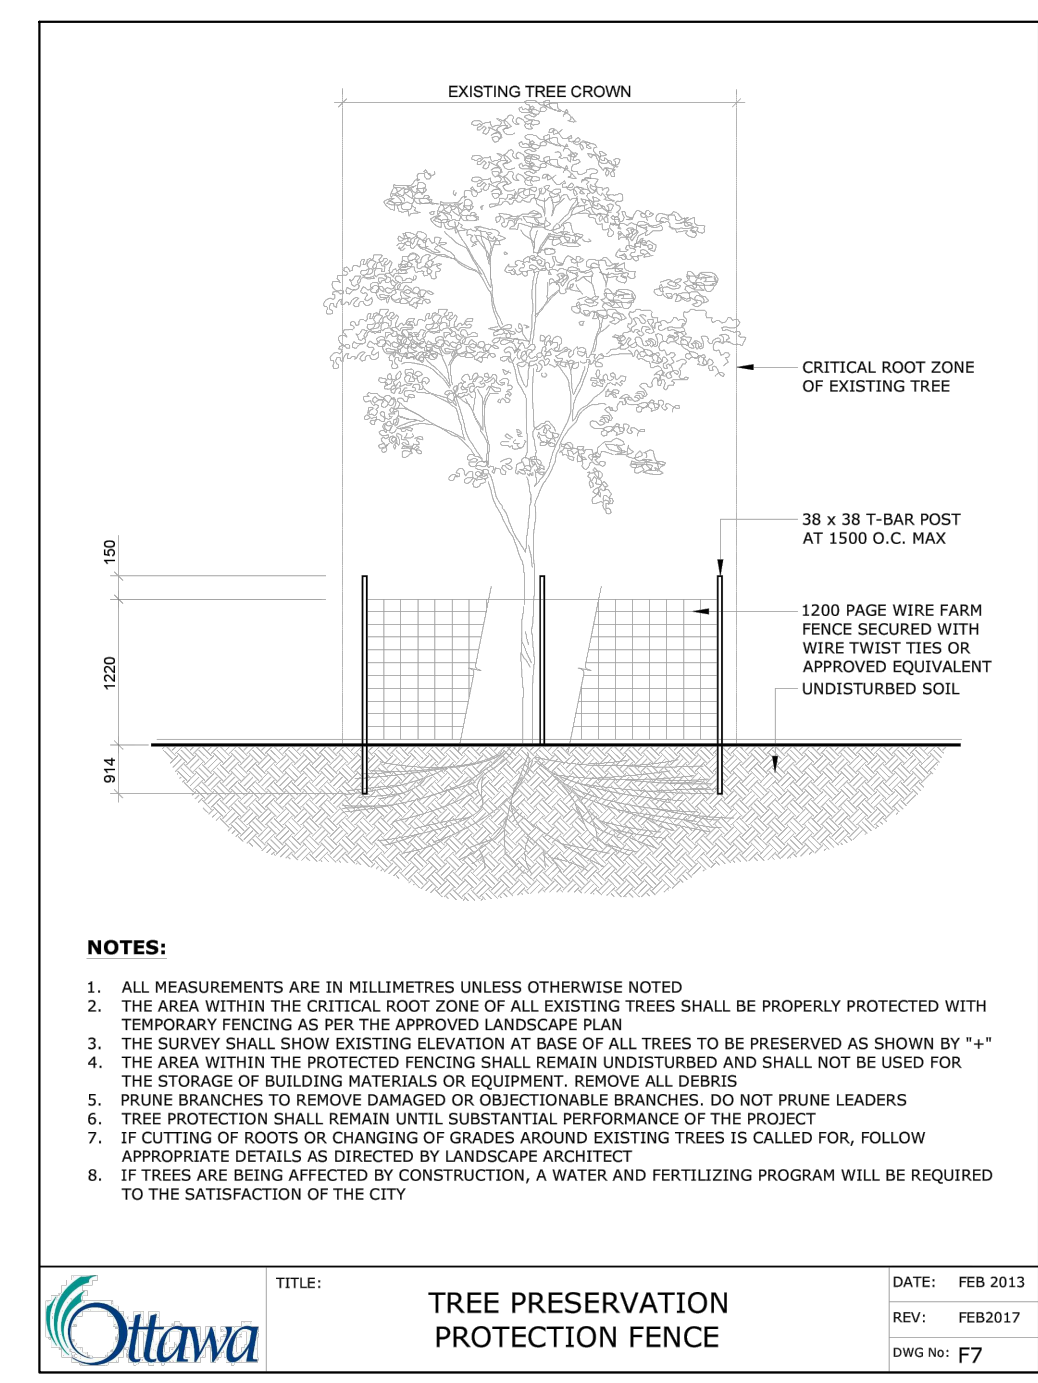 EXISTING TREE CROWN
CRITICAL ROOT ZONE
OF EXISTING TREE
38 x 38 T-BAR POST
AT 1500 O.C. MAX
150
1200 PAGE WIRE FARM
FENCE SECURED WITH
WIRE TWIST TIES OR
APPROVED EQUIVALENT
1220
UNDISTURBED SOIL
914
NOTES:
1. ALL MEASUREMENTS ARE IN MILLIMETRES UNLESS OTHERWISE NOTED
2. THE AREA WITHIN THE CRITICAL ROOT ZONE OF ALL EXISTING TREES SHALL BE PROPERLY PROTECTED WITH
TEMPORARY FENCING AS PER THE APPROVED LANDSCAPE PLAN
3. THE SURVEY SHALL SHOW EXISTING ELEVATION AT BASE OF ALL TREES TO BE PRESERVED AS SHOWN BY "+"
4. THE AREA WITHIN THE PROTECTED FENCING SHALL REMAIN UNDISTURBED AND SHALL NOT BE USED FOR
THE STORAGE OF BUILDING MATERIALS OR EQUIPMENT. REMOVE ALL DEBRIS
5. PRUNE BRANCHES TO REMOVE DAMAGED OR OBJECTIONABLE BRANCHES. DO NOT PRUNE LEADERS
6. TREE PROTECTION SHALL REMAIN UNTIL SUBSTANTIAL PERFORMANCE OF THE PROJECT
7. IF CUTTING OF ROOTS OR CHANGING OF GRADES AROUND EXISTING TREES IS CALLED FOR, FOLLOW
APPROPRIATE DETAILS AS DIRECTED BY LANDSCAPE ARCHITECT
8. IF TREES ARE BEING AFFECTED BY CONSTRUCTION, A WATER AND FERTILIZING PROGRAM WILL BE REQUIRED
TO THE SATISFACTION OF THE CITY
Ottawa
TITLE:
TREE PRESERVATION
PROTECTION FENCE
DATE: FEB 2013
REV: FEB2017
DWG No: F7